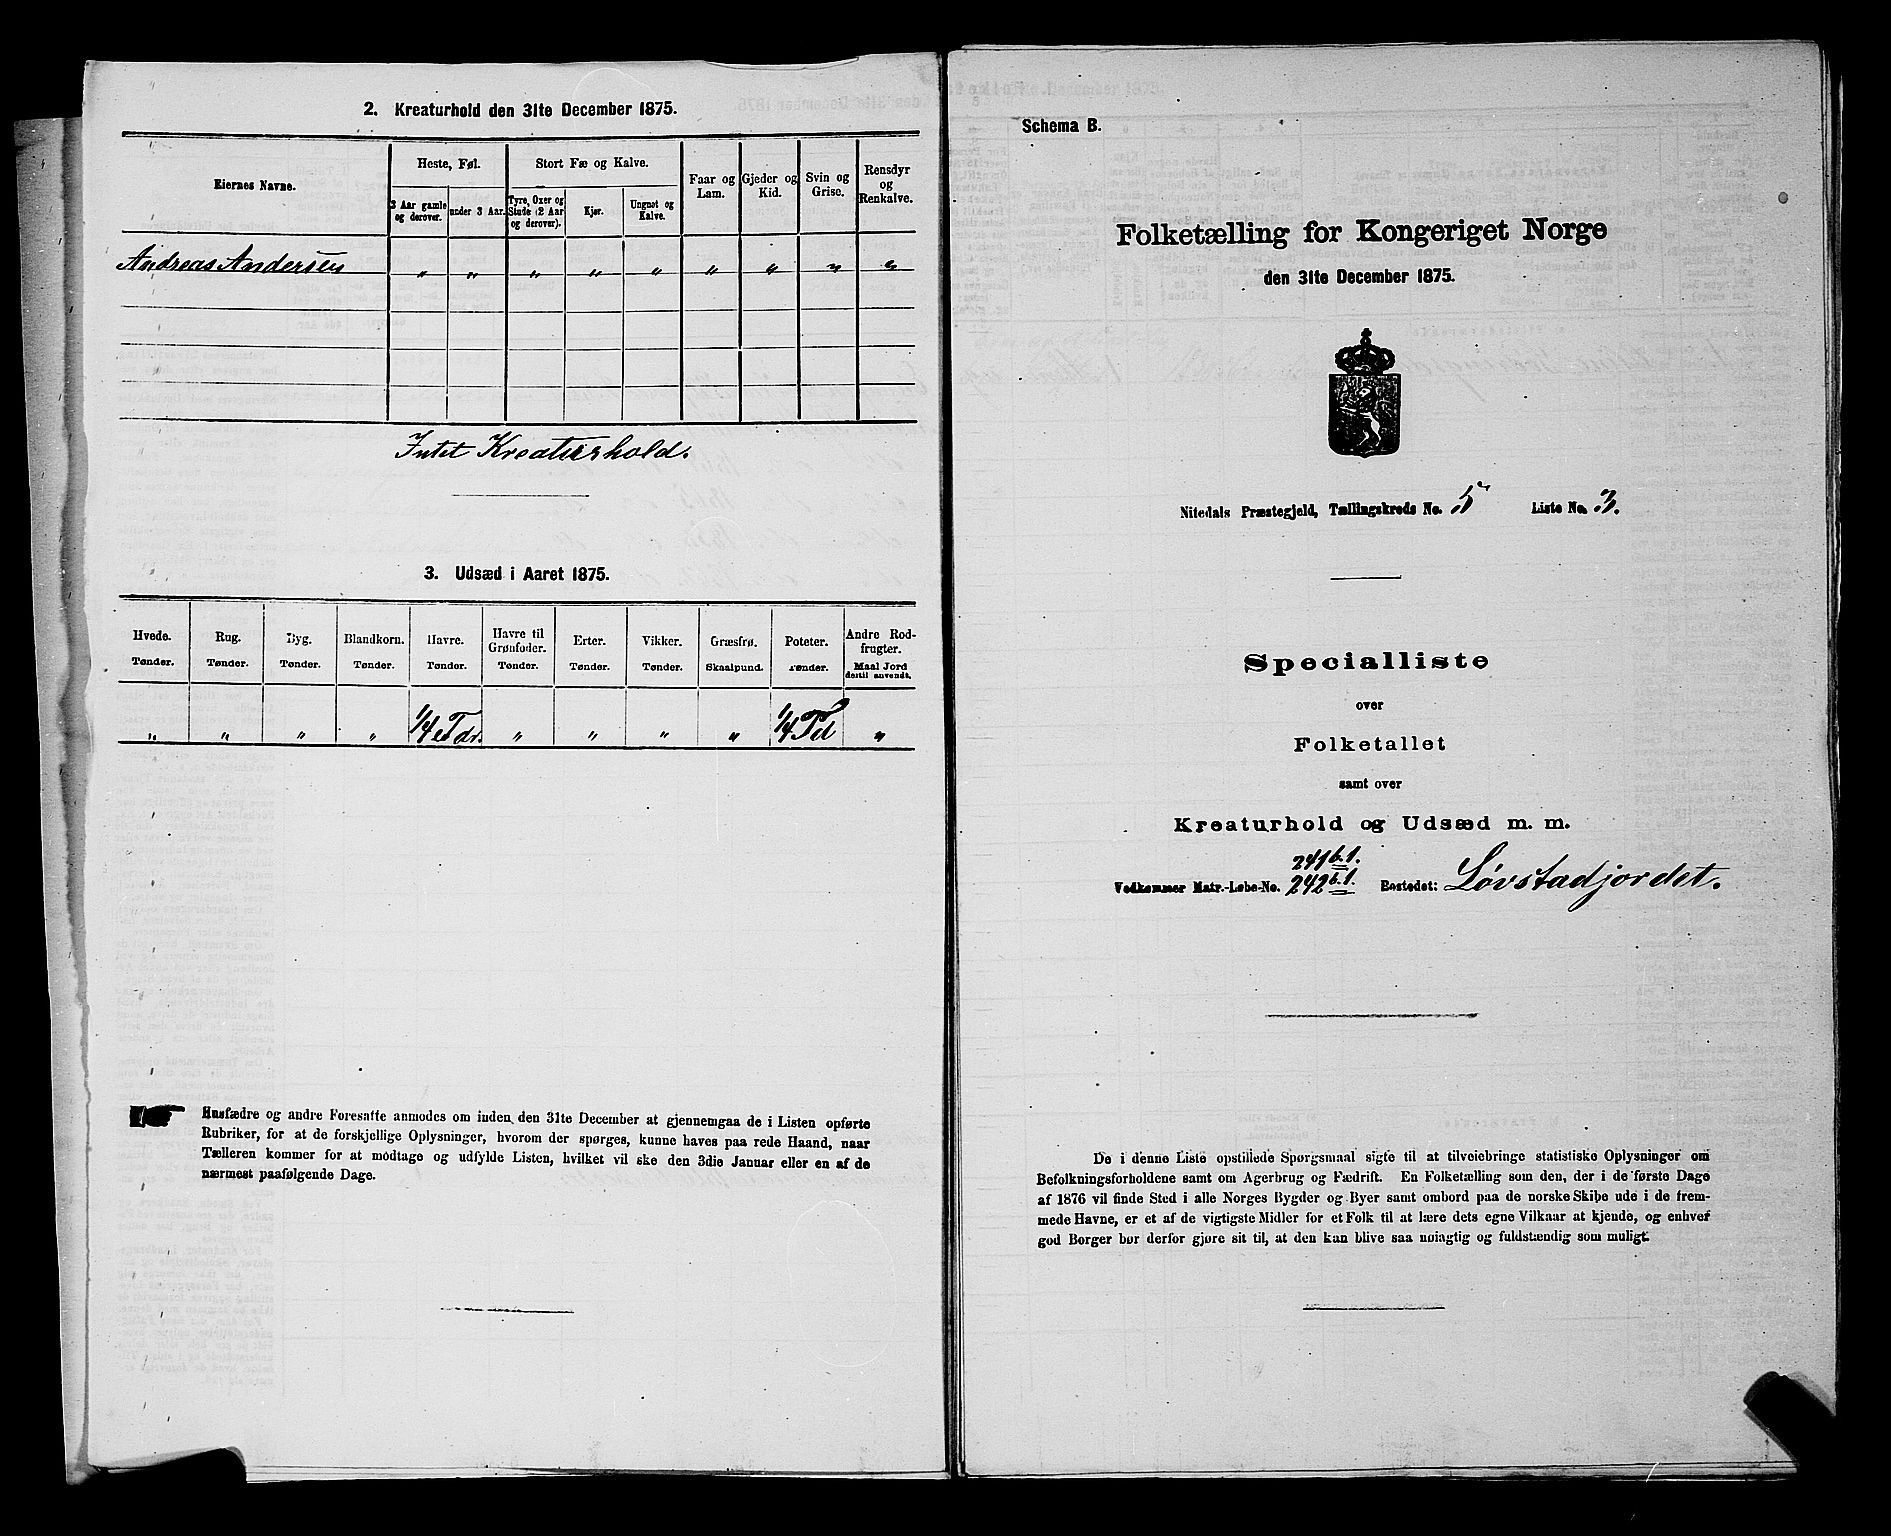 2. Kreaturhold den 31te December 1875.
Eiernes Navne.
Heste, Føl.
Stort Fæ og Kalve.
Faar og Lam.
Gjeder og Kid.
Svin og Grise.
Rensdyr og Renkalve.
3 Aar gamle og derover.
under 3 Aar.
Tyre, Oxer og Stude (2 Aar og derover).
Kjør.
Ungnøt og Kalve.
Andreas Andersen " " " " " " " " "
Intet Kreaturhold.
3. Udsæd i Aaret 1875.
Hvede. Rug. Byg. Blandkorn. Havre. Havre til Grønfoder. Erter. Vikker. Græsfrø. Poteter. Andre Rodfrugter.
Tønder. Tønder. Tønder. Tønder. Tønder. Tønder. Tønder. Tønder. Skaalpund. Tønder. Maal Jord dertil anvendt.
" " " " 1/4 Tdr. " " " " 1/4 Td "
Husfædre og andre Foresatte anmodes om inden den 31te December at gjennemgaa de i Listen opførte
Rubriker, for at de forskjellige Oplysninger, hvorom der spørges, kunne haves paa rede Haand, naar
Tælleren kommer for at modtage og udfylde Listen, hvilket vil ske den 3die Januar eller en af de
nærmest paafølgende Dage.
Schema B.
Folketælling for Kongeriget Norge
den 31te December 1875.
Nitedals Præstegjeld, Tællingskreds No. 5 Liste No. 3.
Specialliste
over
Folketallet
samt over
Kreaturhold og Udsæd m. m.
241 b.1.
Vedkommer Matr.-Løbe-No. 242 b.1. Bostedet: Løvstadjordet.
De i denne Liste opstillede Spørgsmaal sigte til at tilveiebringe statistiske Oplysninger om
Befolkningsforholdene samt om Agerbrug og Fædrift. En Folketælling som den, der i de første Dage
af 1876 vil finde Sted i alle Norges Bygder og Byer samt ombord paa de norske Skibe ude i de frem-
mede Havne, er et af de vigtigste Midler for et Folk til at lære dets egne Vilkaar at kjende, og enhver
god Borger bør derfor gjøre sit til, at den kan blive saa nøiagtig og fuldstændig som muligt.